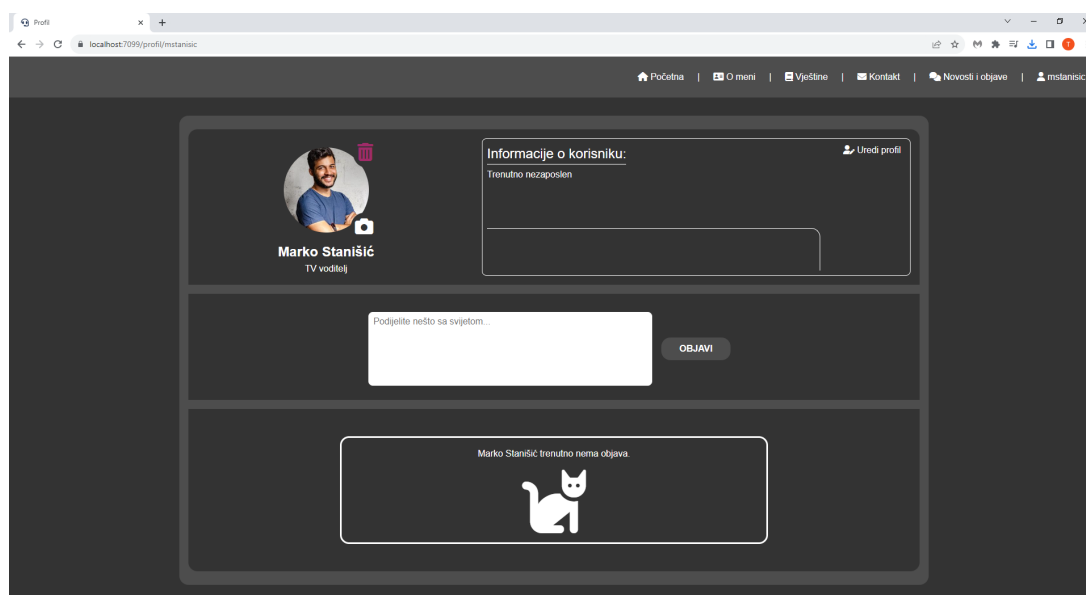 Profil
localhost:7099/profil/mstanisic
T
Početna | O meni | Vještine | Kontakt | Novosti i objave | mstanisic
Informacije o korisniku:
Uredi profil
Trenutno nezaposlen
Marko Stanišić
TV voditelj
Podijelite nešto sa svijetom...
OBJAVI
Marko Stanišić trenutno nema objava.